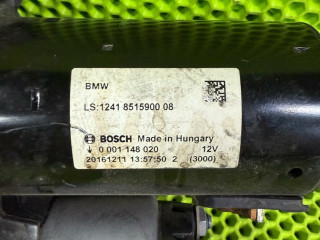 BMW
LS:1241 8515900 08
BOSCH Made in Hungary
0 001 148 020 12V
20161211 13:57:50 2 (3000)